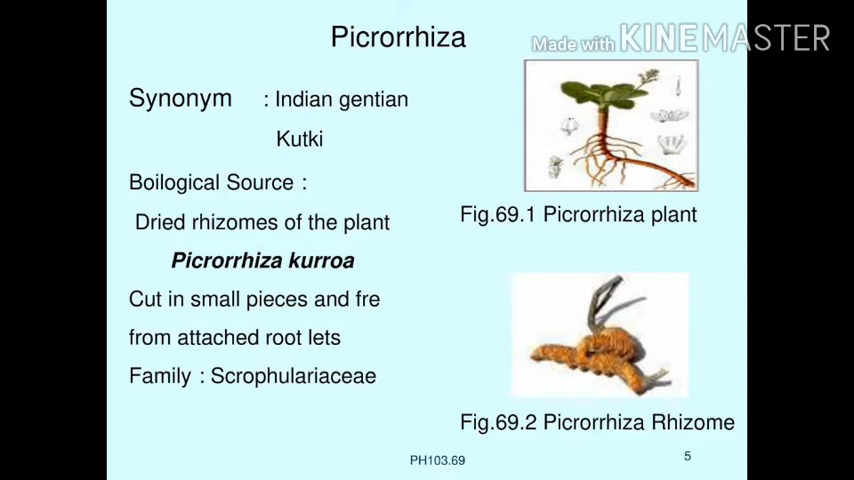 Picrorrhiza
Made with KINEMASTER
Synonym : Indian gentian
Kutki
Boilogical Source :
Dried rhizomes of the plant
Picrorrhiza kurroa
Cut in small pieces and fre
from attached root lets
Family : Scrophulariaceae
Fig.69.1 Picrorrhiza plant
Fig.69.2 Picrorrhiza Rhizome
PH103.69
5